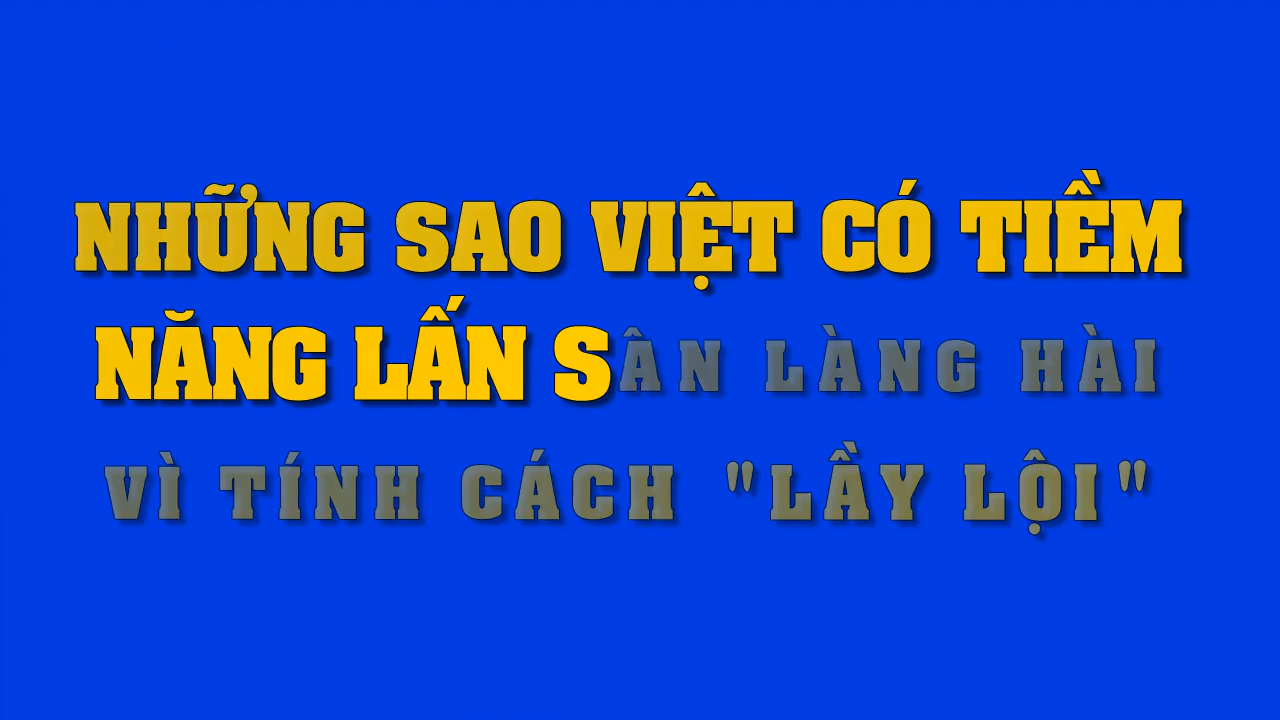 NHỮNG SAO VIỆT CÓ TIỀM
NĂNG LẤN SÂN LÀNG HÀI
VÌ TÍNH CÁCH "LẦY LỘI"